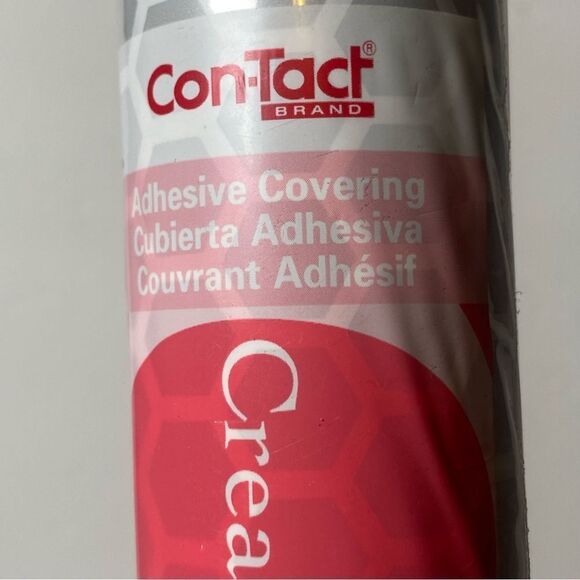 Con-Tact®
BRAND
Adhesive Covering
Cubierta Adhesiva
Couvrant Adhésif
Crea